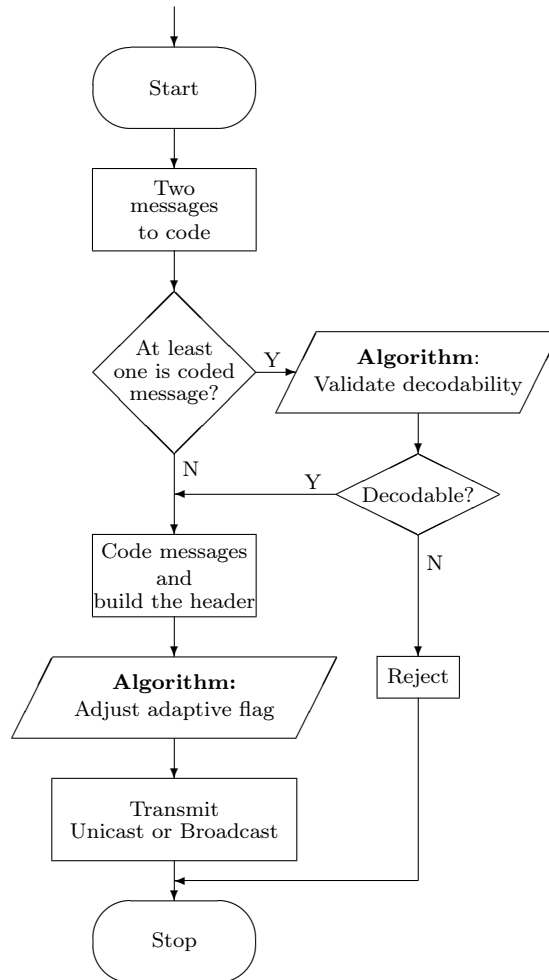 Start
Two
messages
to code
At least
one is coded
message?
Y
Algorithm:
Validate decodability
N
Y
Decodable?
Code messages
and
build the header
N
Algorithm:
Adjust adaptive flag
Reject
Transmit
Unicast or Broadcast
Stop